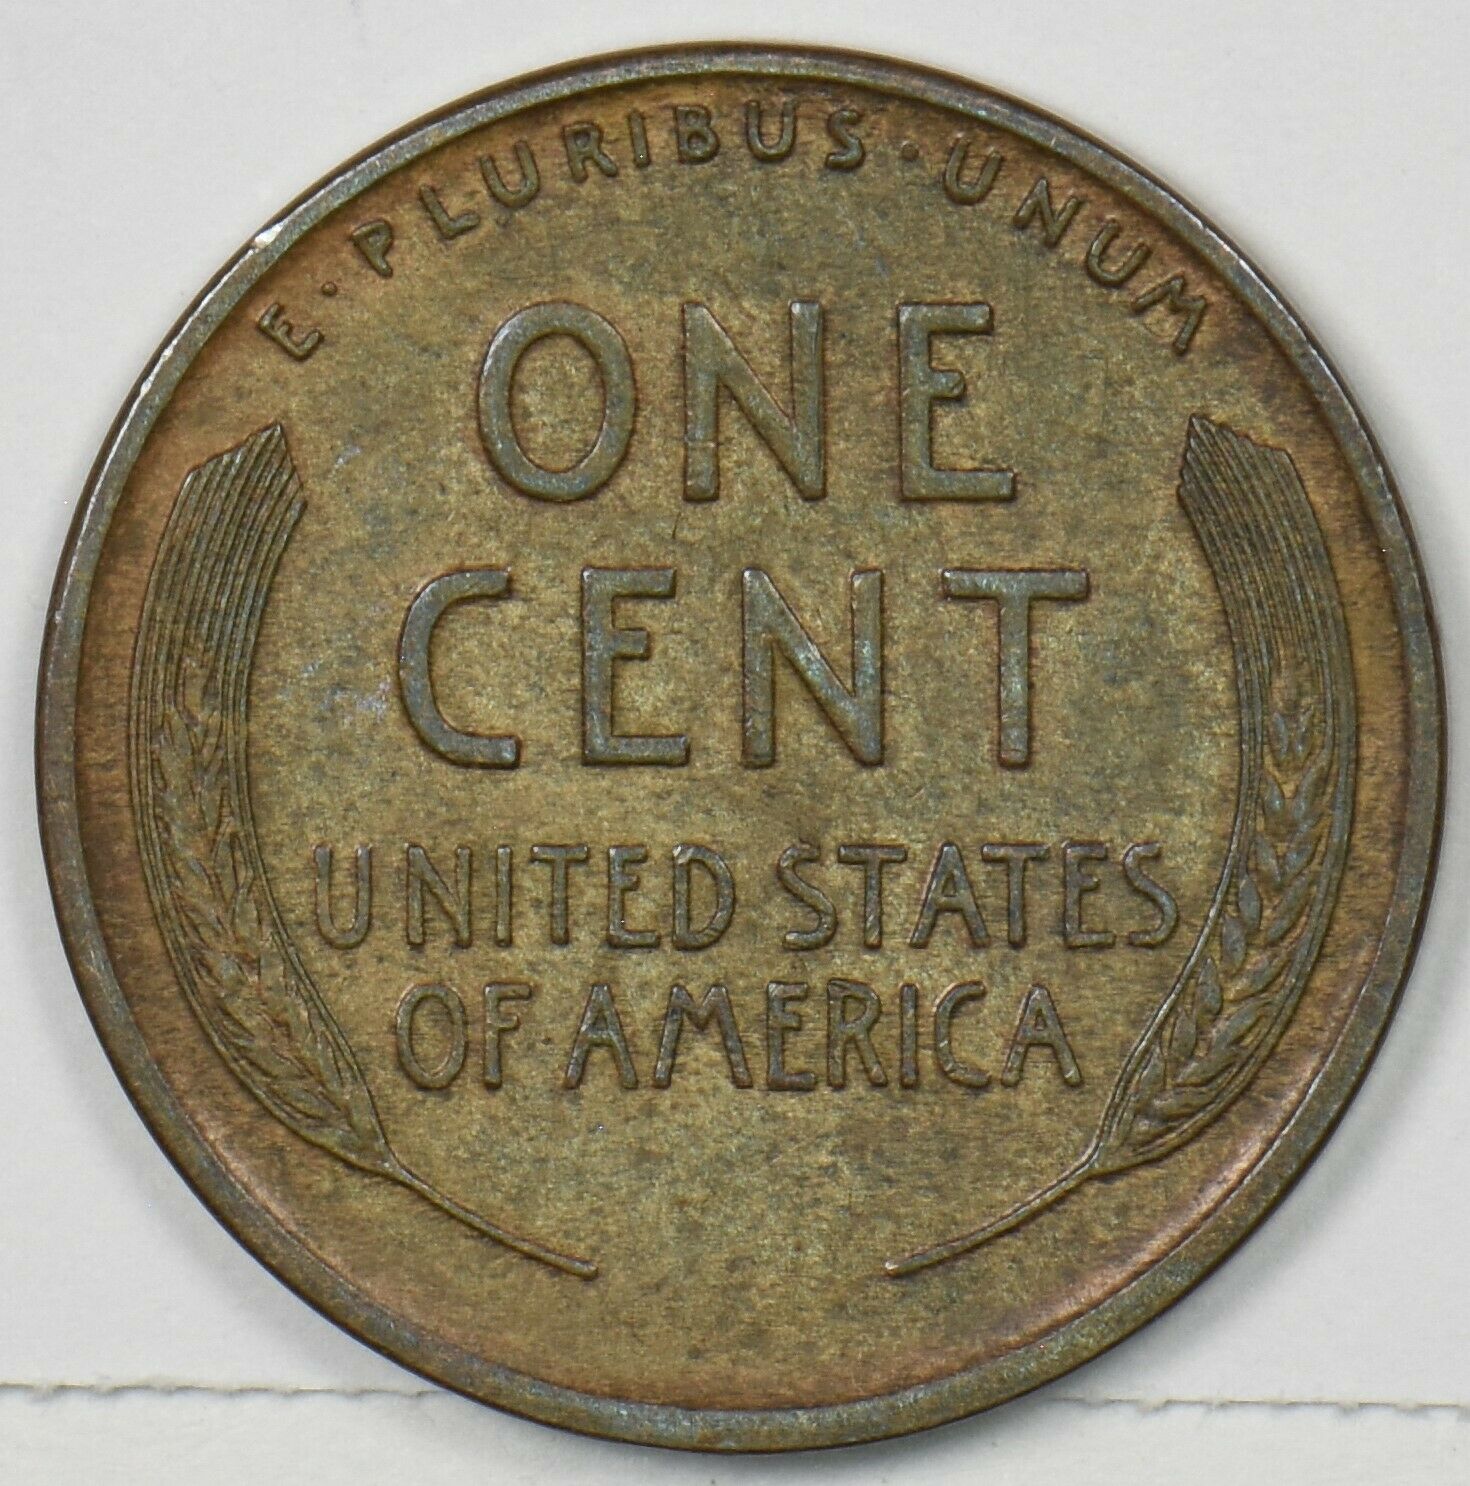 E · PLURIBUS · UNUM
ONE
CENT
UNITED STATES
OF AMERICA